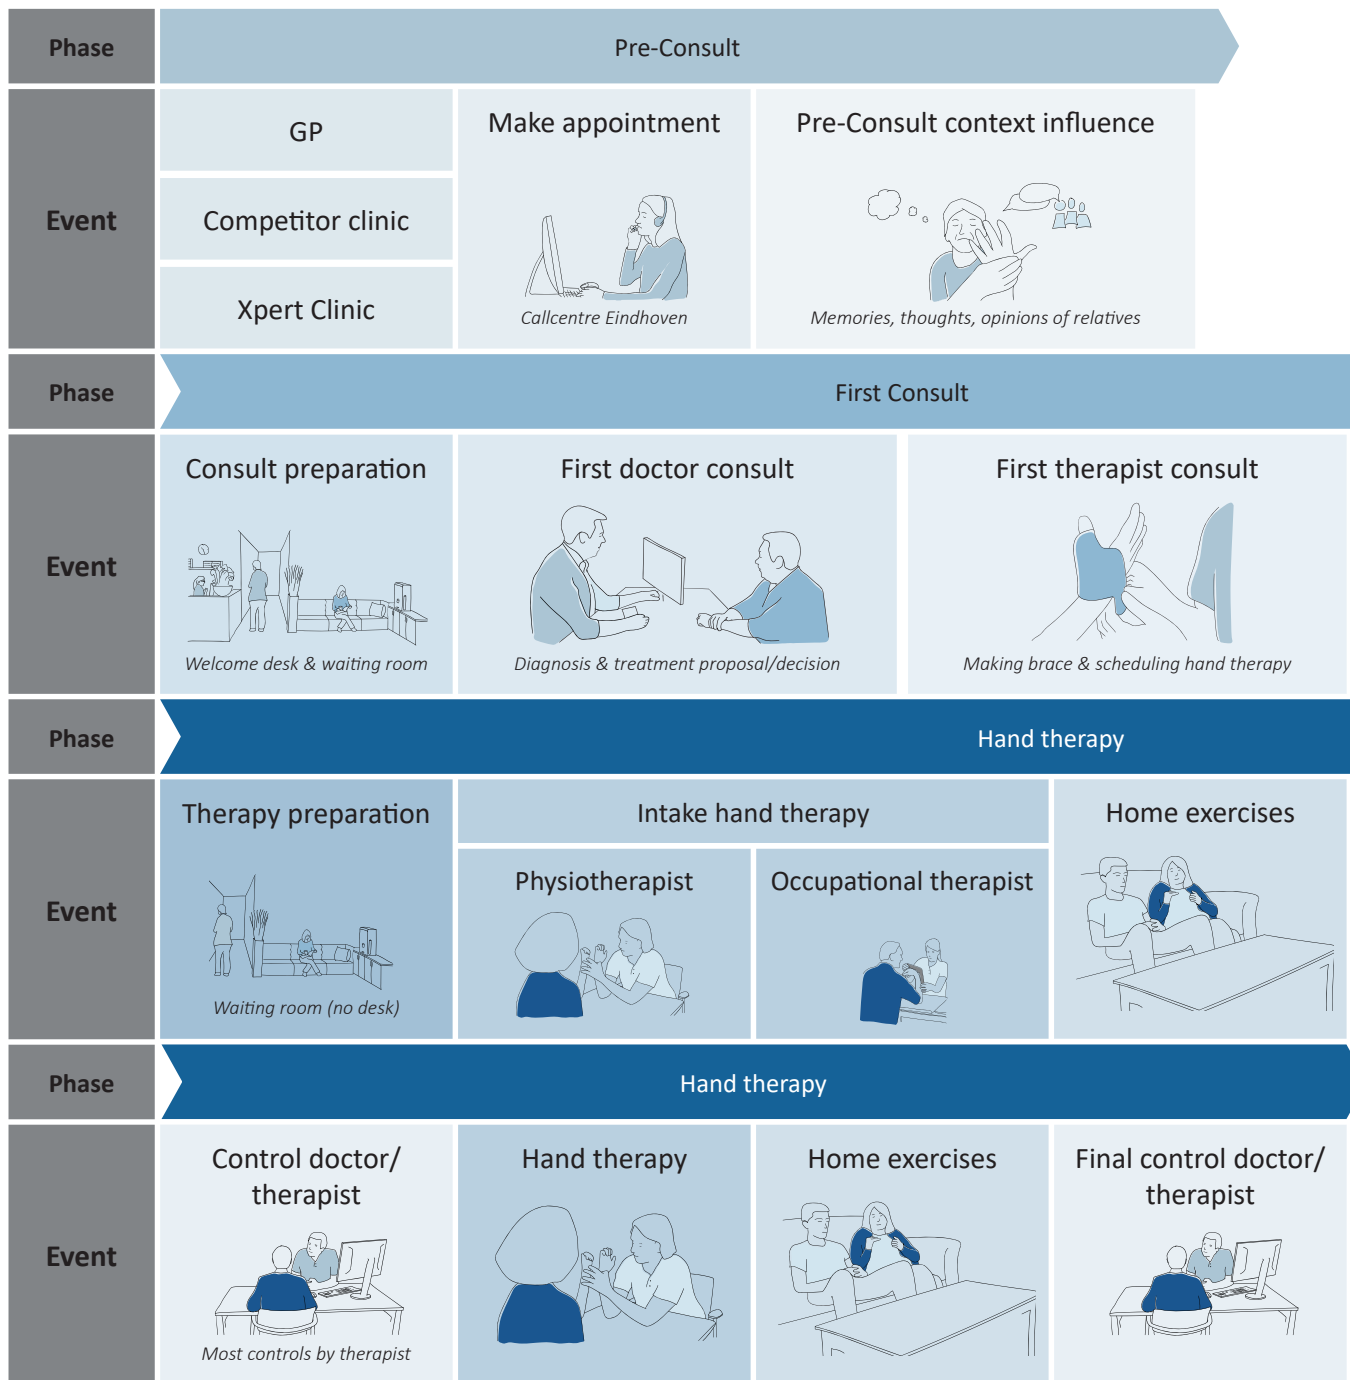 Phase
Pre-Consult
Event
GP
Competitor clinic
Xpert Clinic
Make appointment
Callcentre Eindhoven
Pre-Consult context influence
Memories, thoughts, opinions of relatives
Phase
First Consult
Event
Consult preparation
Welcome desk & waiting room
First doctor consult
Diagnosis & treatment proposal/decision
First therapist consult
Making brace & scheduling hand therapy
Phase
Hand therapy
Event
Therapy preparation
Waiting room (no desk)
Intake hand therapy
Physiotherapist
Occupational therapist
Home exercises
Phase
Hand therapy
Event
Control doctor/
therapist
Most controls by therapist
Hand therapy
Home exercises
Final control doctor/
therapist